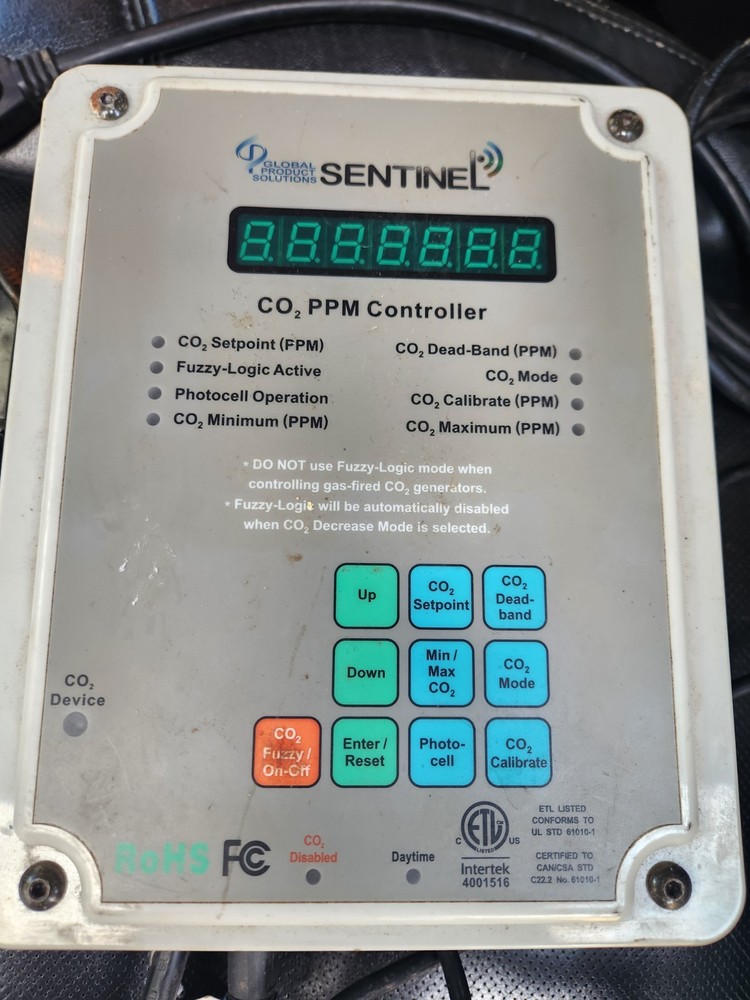 GLOBAL
PRODUCT
SOLUTIONS
SENTINEL
CO₂ PPM Controller
CO₂ Setpoint (PPM)
Fuzzy-Logic Active
Photocell Operation
CO₂ Minimum (PPM)
CO₂ Dead-Band (PPM)
CO₂ Mode
CO₂ Calibrate (PPM)
CO₂ Maximum (PPM)
* DO NOT use Fuzzy-Logic mode when
controlling gas-fired CO₂ generators.
* Fuzzy-Logic will be automatically disabled
when CO₂ Decrease Mode is selected.
Up
CO₂
Setpoint
CO₂
Dead-
band
Down
Min /
Max
CO₂
CO₂
Mode
CO₂
Device
CO₂
Fuzzy /
On-Off
Enter /
Reset
Photo-
cell
CO₂
Calibrate
RoHS
FC
CO₂
Disabled
Daytime
ETL
CM
LISTED
C US
Intertek
4001516
ETL LISTED
CONFORMS TO
UL STD 61010-1
CERTIFIED TO
CAN/CSA STD
C22.2 No. 61010-1